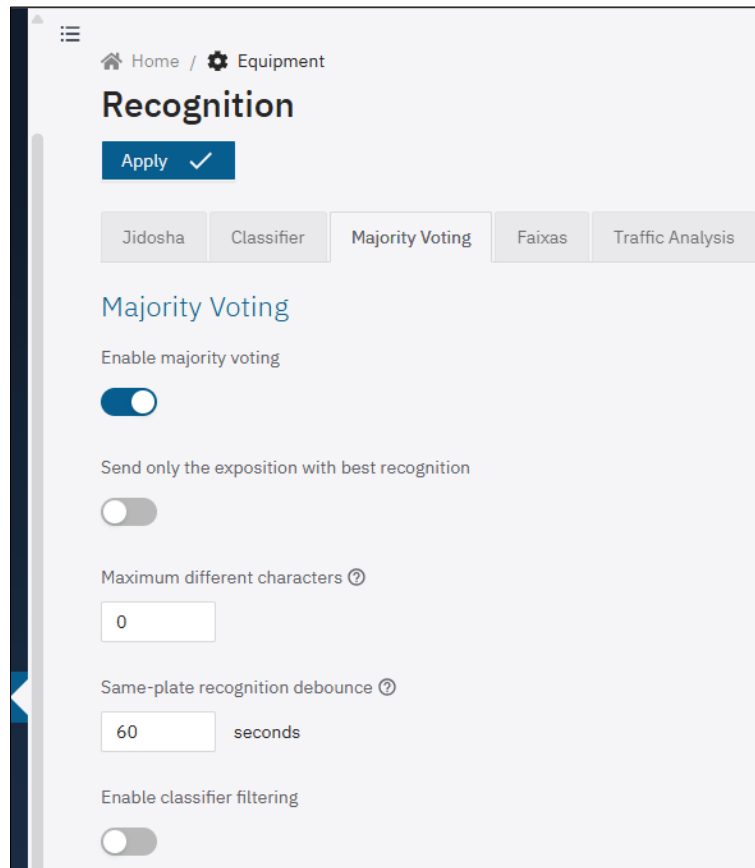 Home / Equipment
Recognition
Apply
Jidosha Classifier Majority Voting Faixas Traffic Analysis
Majority Voting
Enable majority voting
Send only the exposition with best recognition
Maximum different characters
0
Same-plate recognition debounce
60 seconds
Enable classifier filtering